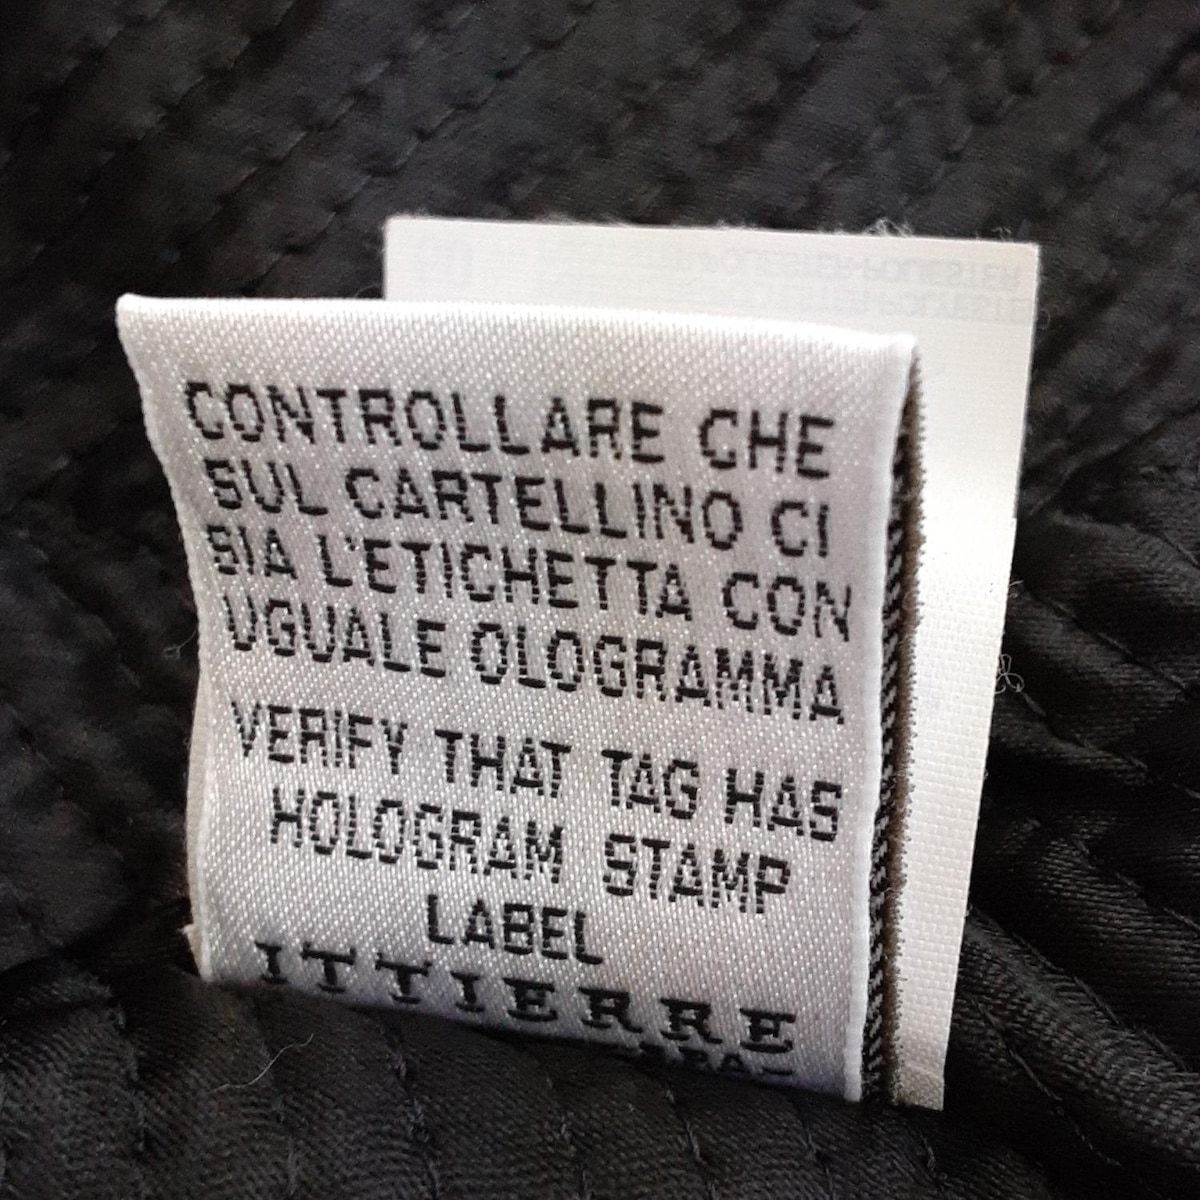 CONTROLLARE CHE
SUL CARTELLINO CI
SIA L'ETICHETTA CON
UGUALE OLOGRAMMA
VERIFY THAT TAG HAS
HOLOGRAM STAMP
LABEL
ITTIERRE